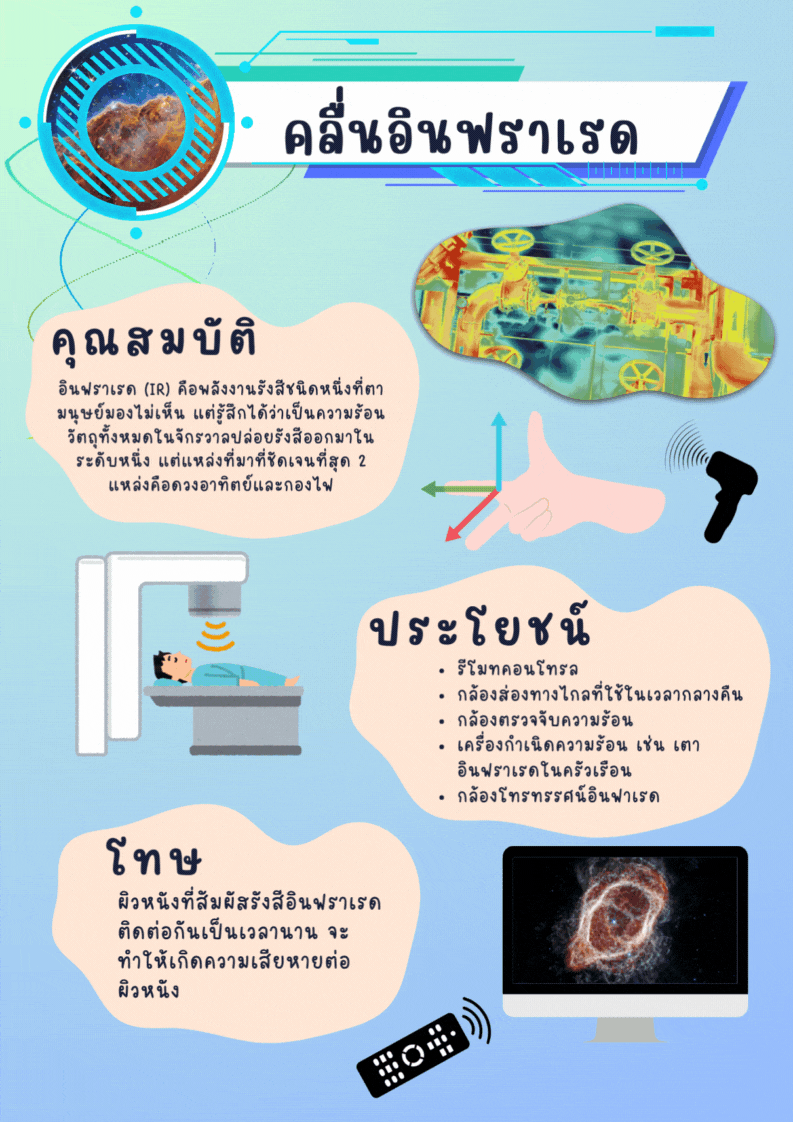 คลื่นอินฟราเรด
คุณสมบัติ
อินฟราเรด (IR) คือพลังงานรังสีชนิดหนึ่งที่ตา
มนุษย์มองไม่เห็น แต่รู้สึกได้ว่าเป็นความร้อน
วัตถุทั้งหมดในจักรวาลปล่อยรังสีออกมาใน
ระดับหนึ่ง แต่แหล่งที่มาที่ชัดเจนที่สุด 2
แหล่งคือดวงอาทิตย์และกองไฟ
ประโยชน์
• รีโมทคอนโทรล
• กล้องส่องทางไกลที่ใช้ในเวลากลางคืน
• กล้องตรวจจับความร้อน
• เครื่องกำเนิดความร้อน เช่น เตา
อินฟราเรดในครัวเรือน
• กล้องโทรทรรศน์อินฟาเรด
โทษ
ผิวหนังที่สัมผัสรังสีอินฟราเรด
ติดต่อกันเป็นเวลานาน จะ
ทำให้เกิดความเสียหายต่อ
ผิวหนัง